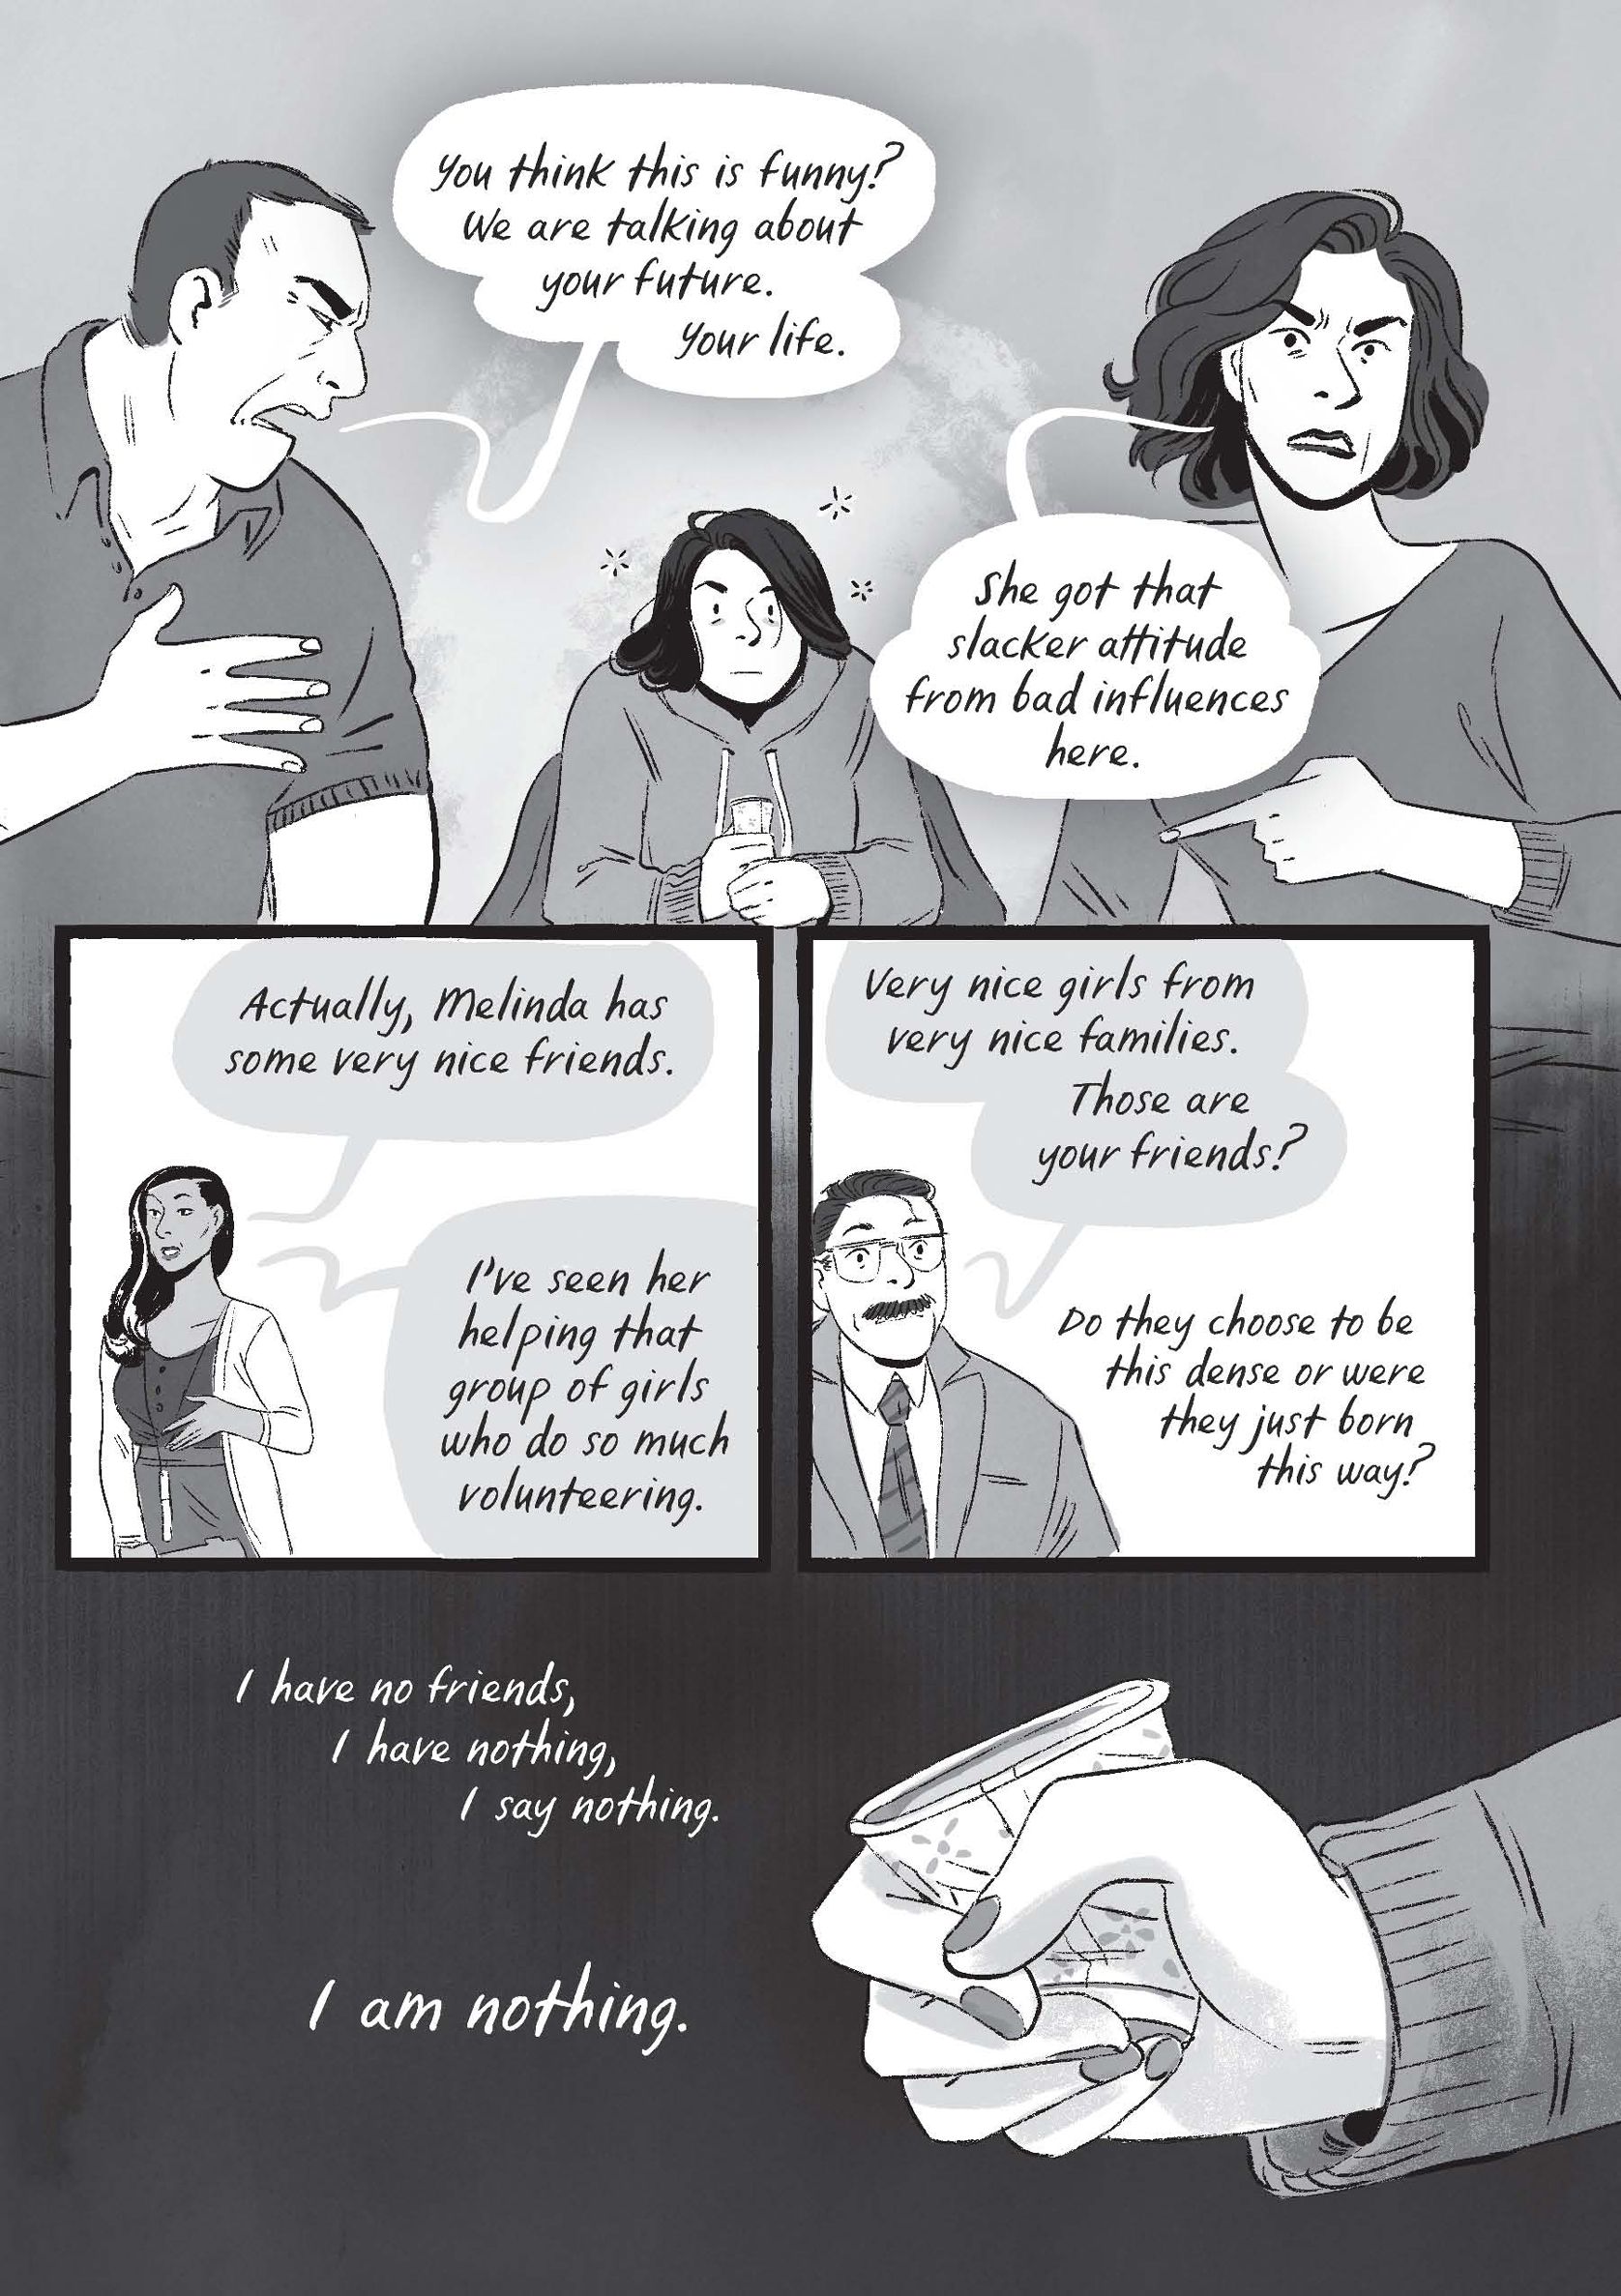 You think this is funny?
We are talking about
your future.
Your life.
She got that
slacker attitude
from bad influences
here.
Actually, Melinda has
some very nice friends.
I've seen her
helping that
group of girls
who do so much
volunteering.
Very nice girls from
very nice families.
Those are
your friends?
Do they choose to be
this dense or were
they just born
this way?
I have no friends,
I have nothing,
I say nothing.
I am nothing.